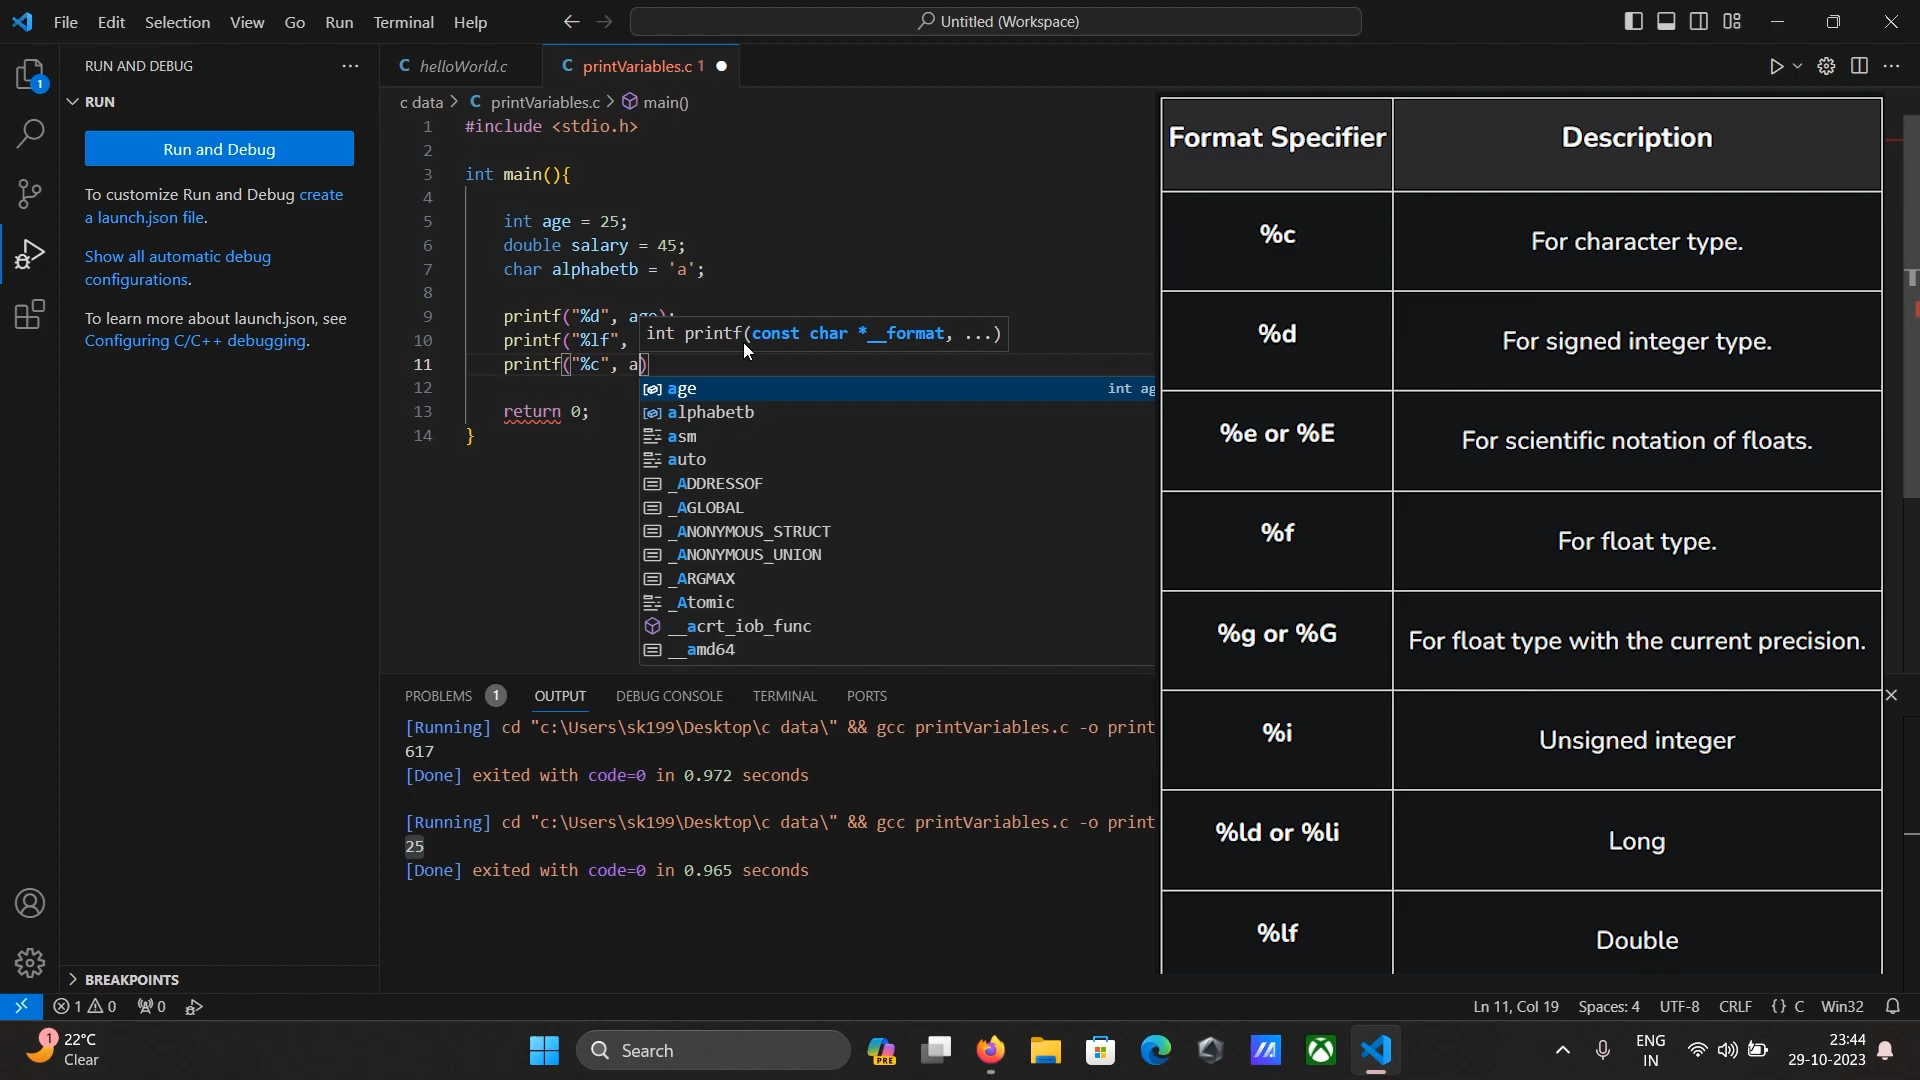 File Edit Selection View Go Run Terminal Help
Untitled (Workspace)
RUN AND DEBUG
helloWorld.c
printVariables.c 1
1
RUN
c data > C printVariables.c > main()
Run and Debug
To customize Run and Debug create
a launch.json file.
Show all automatic debug
configurations.
To learn more about launch.json, see
Configuring C/C++ debugging.
1 #include <stdio.h>
2
3 int main(){
4
5 int age = 25;
6 double salary = 45;
7 char alphabetb = 'a';
8
9 printf("%d", age);
10 printf("%lf",
11 printf("%c", a)
12
13 return 0;
14 }
int printf(const char *__format, ...)
age int ag
alphabetb
asm
auto
_ADDRESSOF
_AGLOBAL
_ANONYMOUS_STRUCT
_ANONYMOUS_UNION
_ARGMAX
_Atomic
__acrt_iob_func
__amd64
PROBLEMS 1 OUTPUT DEBUG CONSOLE TERMINAL PORTS
[Running] cd "c:\Users\sk199\Desktop\c data\" && gcc printVariables.c -o print
617
[Done] exited with code=0 in 0.972 seconds
[Running] cd "c:\Users\sk199\Desktop\c data\" && gcc printVariables.c -o print
25
[Done] exited with code=0 in 0.965 seconds
Format Specifier Description
%c For character type.
%d For signed integer type.
%e or %E For scientific notation of floats.
%f For float type.
%g or %G For float type with the current precision.
%i Unsigned integer
%ld or %li Long
%lf Double
BREAKPOINTS
1 0 0
Ln 11, Col 19 Spaces: 4 UTF-8 CRLF {} C Win32
1
22°C
Clear
Search
PRE
ENG
IN
23:44
29-10-2023